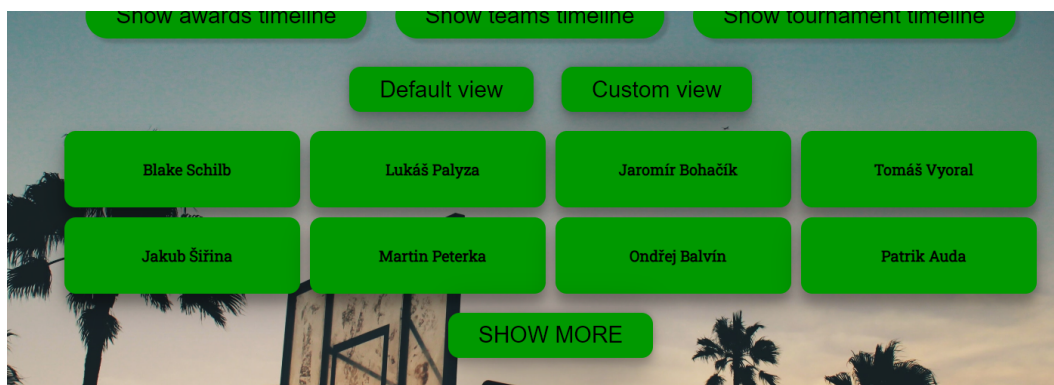 Show awards timeline Show teams timeline Show tournament timeline
Default view Custom view
Blake Schilb Lukáš Palyza Jaromír Bohačík Tomáš Vyoral
Jakub Šiřina Martin Peterka Ondřej Balvín Patrik Auda
SHOW MORE